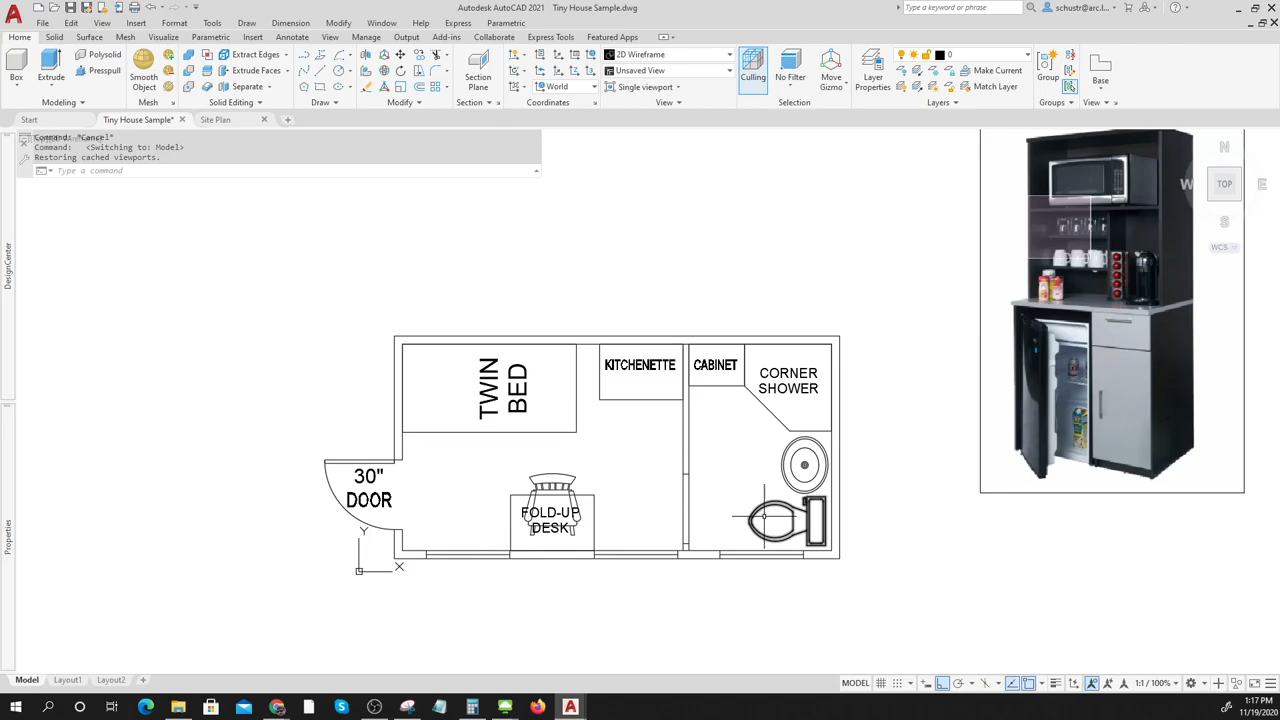 Autodesk AutoCAD 2021 Tiny House Sample.dwg
Type a keyword or phrase
schustr@arc.l...
File Edit View Insert Format Tools Draw Dimension Modify Window Help Express Parametric
Home Solid Surface Mesh Visualize Parametric Insert Annotate View Manage Output Add-ins Collaborate Express Tools Featured Apps
Box
Extrude
Polysolid
Presspull
Smooth
Object
Extract Edges
Separate
Section
Plane
World
2D Wireframe
Unsaved View
Single viewport
Culling
No Filter
Move
Gizmo
Layer
Properties
0
Make Current
Match Layer
Group
Base
Modeling Mesh Solid Editing Draw Modify Section Coordinates View Selection Layers Groups View
Start Tiny House Sample* Site Plan
Command: *Cancel*
Command: <Switching to: Model>
Restoring cached viewports.
Type a command
DesignCenter
Properties
N
W TOP E
S
WCS
TWIN
BED
KITCHENETTE
CABINET
CORNER
SHOWER
30"
DOOR
FOLD-UP
DESK
Y
X
Model Layout1 Layout2
MODEL
1:1 / 100%
1:17 PM
11/19/2020